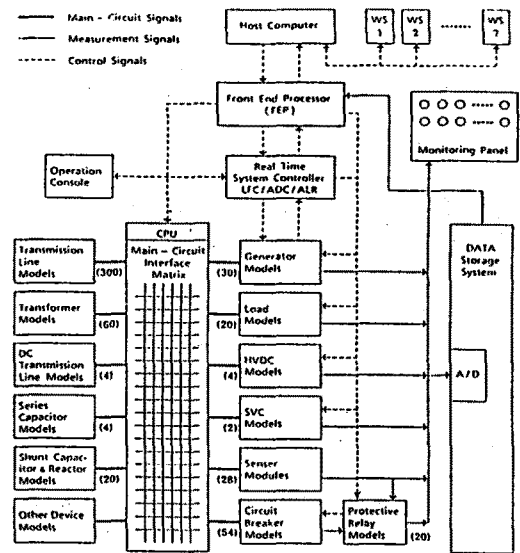 Main - Circuit Signals
Measurement Signals
Control Signals
Host Computer
WS
1
WS
2
WS
7
Front End Processor
(FEP)
Monitoring Panel
Operation
Console
Real Time
System Controller
LFC/ADC/ALR
CPU
Main - Circuit
Interface
Matrix
DATA
Storage
System
A/D
Transmission
Line
Models
(300)
(30)
Generator
Models
Transformer
Models
(60)
(20)
Load
Models
DC
Transmission
Line Models
(4)
(4)
HVDC
Models
Series
Capacitor
Models
(4)
(2)
SVC
Models
Shunt Capac-
itor & Reactor
Models
(20)
(28)
Senser
Modules
Other Device
Models
(54)
Circuit
Breaker
Models
Protective
Relay
Models
(20)